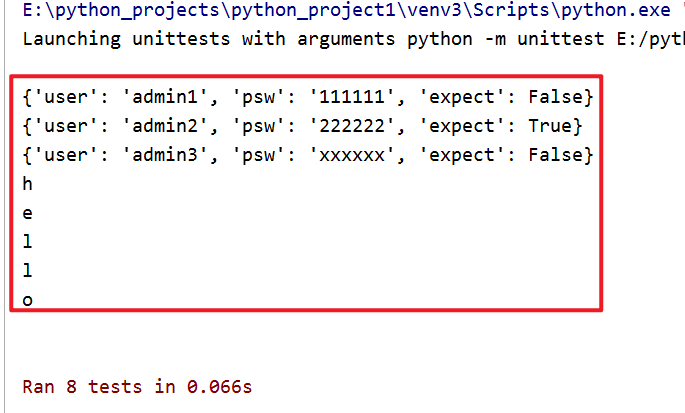 E:\python_projects\python_project1\venv3\Scripts\python.exe "
Launching unittests with arguments python -m unittest E:/pyth
{'user': 'admin1', 'psw': '111111', 'expect': False}
{'user': 'admin2', 'psw': '222222', 'expect': True}
{'user': 'admin3', 'psw': 'xxxxxx', 'expect': False}
h
e
l
l
o
Ran 8 tests in 0.066s